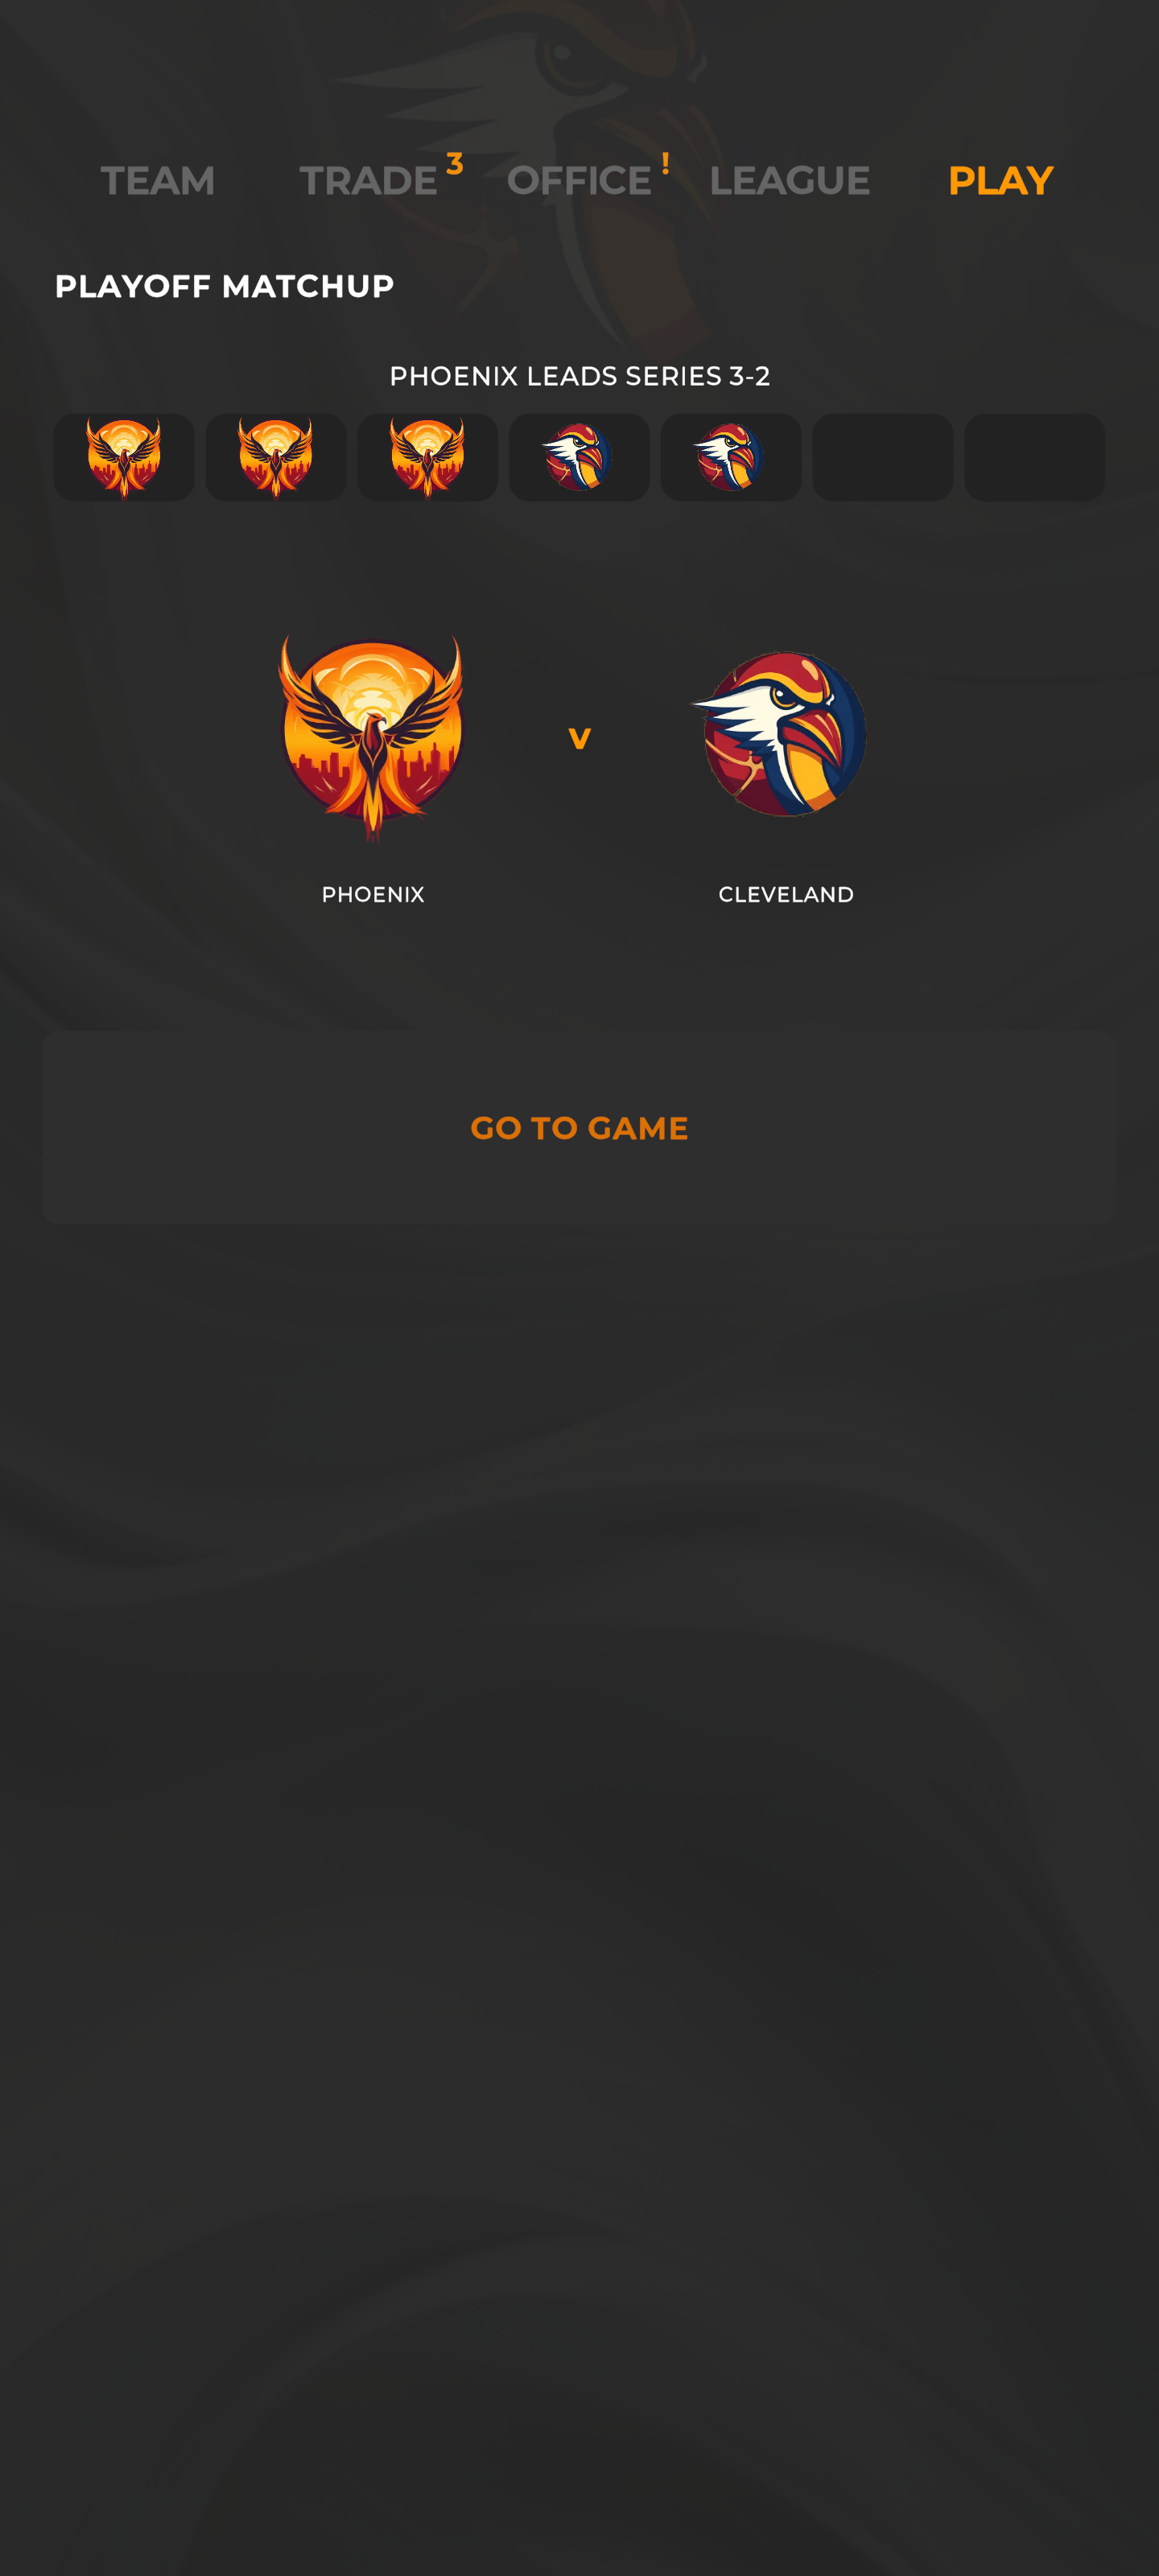 TEAM TRADE 3 OFFICE ! LEAGUE PLAY
PLAYOFF MATCHUP
PHOENIX LEADS SERIES 3-2
V
PHOENIX CLEVELAND
GO TO GAME